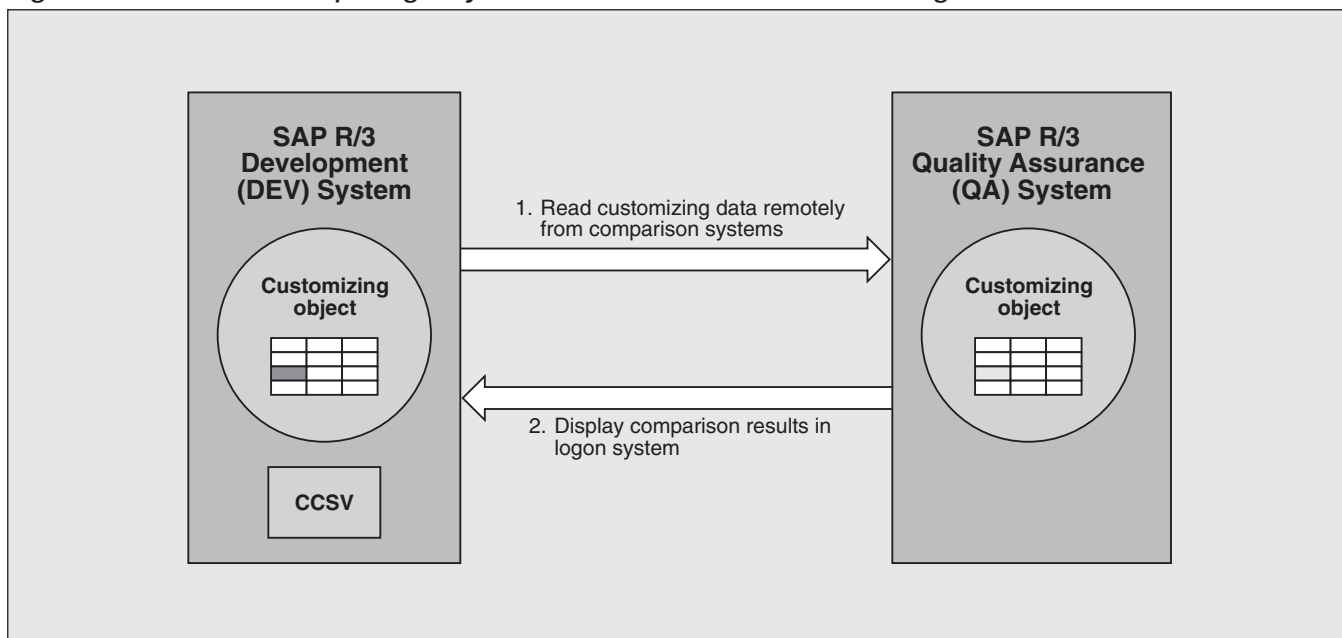 SAP R/3
Development
(DEV) System
Customizing
object
CCSV
1. Read customizing data remotely
from comparison systems
2. Display comparison results in
logon system
SAP R/3
Quality Assurance
(QA) System
Customizing
object